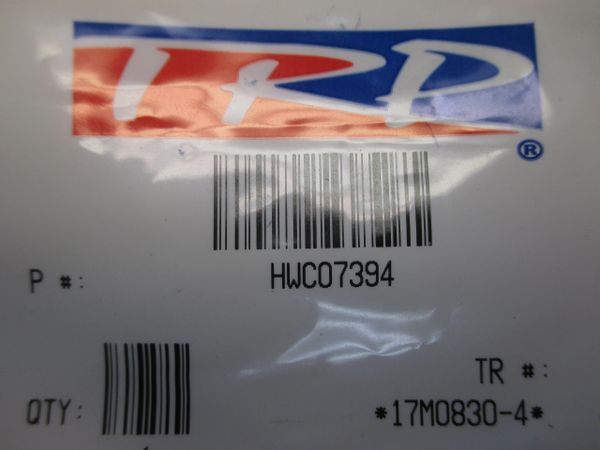 TRP®
HWC07394
P #:
TR #:
QTY:
*17M0830-4*